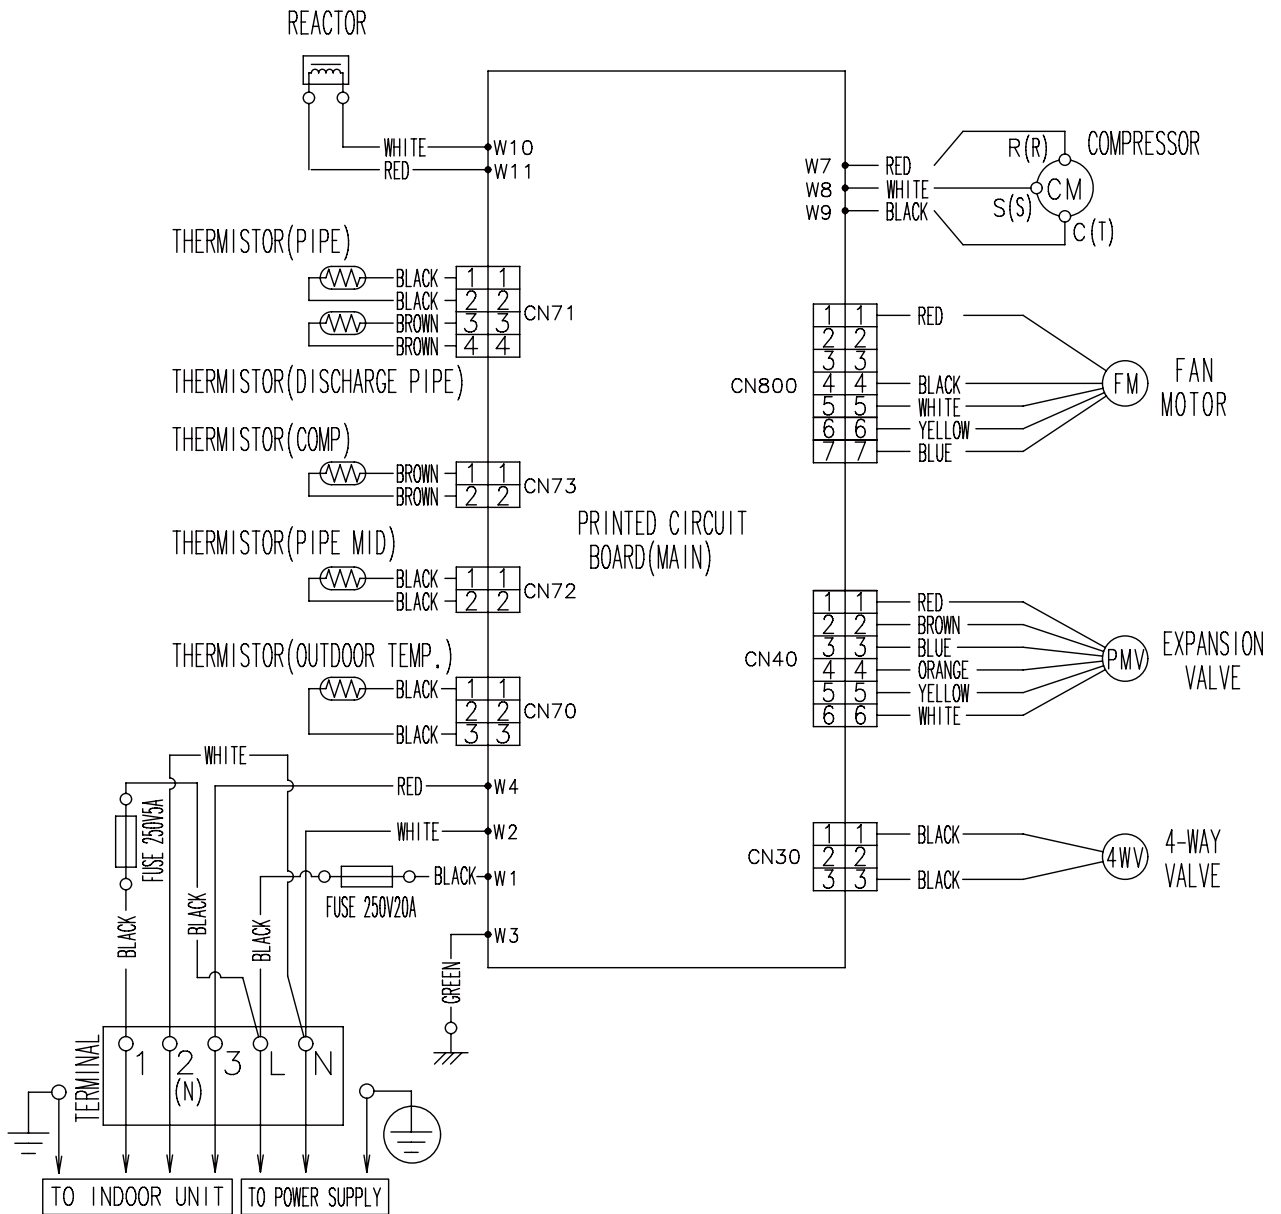 REACTOR
WHITE W10
RED W11
W7 RED
W8 WHITE
W9 BLACK
R(R)
S(S)
C(T)
CM
COMPRESSOR
THERMISTOR(PIPE)
BLACK 1 1
BLACK 2 2
BROWN 3 3
BROWN 4 4
CN71
THERMISTOR(DISCHARGE PIPE)
THERMISTOR(COMP)
BROWN 1 1
BROWN 2 2
CN73
THERMISTOR(PIPE MID)
BLACK 1 1
BLACK 2 2
CN72
THERMISTOR(OUTDOOR TEMP.)
BLACK 1 1
2 2
BLACK 3 3
CN70
PRINTED CIRCUIT
BOARD(MAIN)
CN800
1 1 RED
2 2
3 3
4 4 BLACK
5 5 WHITE
6 6 YELLOW
7 7 BLUE
FM
FAN
MOTOR
CN40
1 1 RED
2 2 BROWN
3 3 BLUE
4 4 ORANGE
5 5 YELLOW
6 6 WHITE
PMV
EXPANSION
VALVE
CN30
1 1 BLACK
2 2
3 3 BLACK
4WV
4-WAY
VALVE
WHITE
RED W4
WHITE W2
BLACK W1
FUSE 250V20A
W3
FUSE 250V5A
BLACK
BLACK
BLACK
GREEN
TERMINAL
1 2 3 L N
(N)
TO INDOOR UNIT
TO POWER SUPPLY